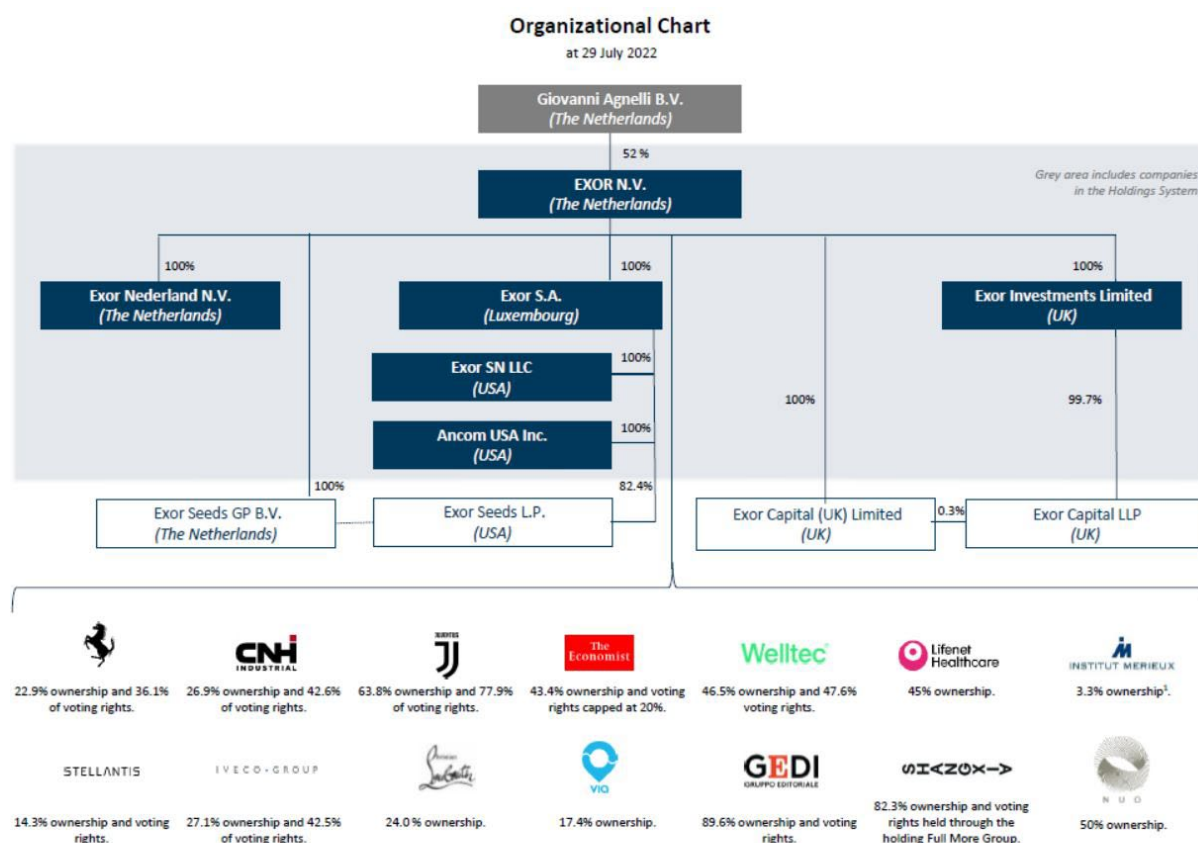 Organizational Chart
at 29 July 2022
Giovanni Agnelli B.V.
(The Netherlands)
52 %
EXOR N.V.
(The Netherlands)
Grey area includes companies
in the Holdings System
100%
100%
100%
Exor Nederland N.V.
(The Netherlands)
Exor S.A.
(Luxembourg)
Exor Investments Limited
(UK)
Exor SN LLC
(USA)
100%
100%
99.7%
Ancom USA Inc.
(USA)
100%
100%
82.4%
Exor Seeds GP B.V.
(The Netherlands)
Exor Seeds L.P.
(USA)
Exor Capital (UK) Limited
(UK)
0.3%
Exor Capital LLP
(UK)
CNH
INDUSTRIAL
JUVENTUS
The
Economist
Welltec
Lifenet
Healthcare
INSTITUT MERIEUX
22.9% ownership and 36.1%
of voting rights.
26.9% ownership and 42.6%
of voting rights.
63.8% ownership and 77.9%
of voting rights.
43.4% ownership and voting
rights capped at 20%.
46.5% ownership and 47.6%
voting rights.
45% ownership.
3.3% ownership¹.
STELLANTIS
IVECO•GROUP
Christian
Louboutin
VIA
GEDI
GRUPPO EDITORIALE
SHANG XIA
NUO
14.3% ownership and voting
rights.
27.1% ownership and 42.5%
of voting rights.
24.0% ownership.
17.4% ownership.
89.6% ownership and voting
rights.
82.3% ownership and voting
rights held through the
holding Full More Group.
50% ownership.